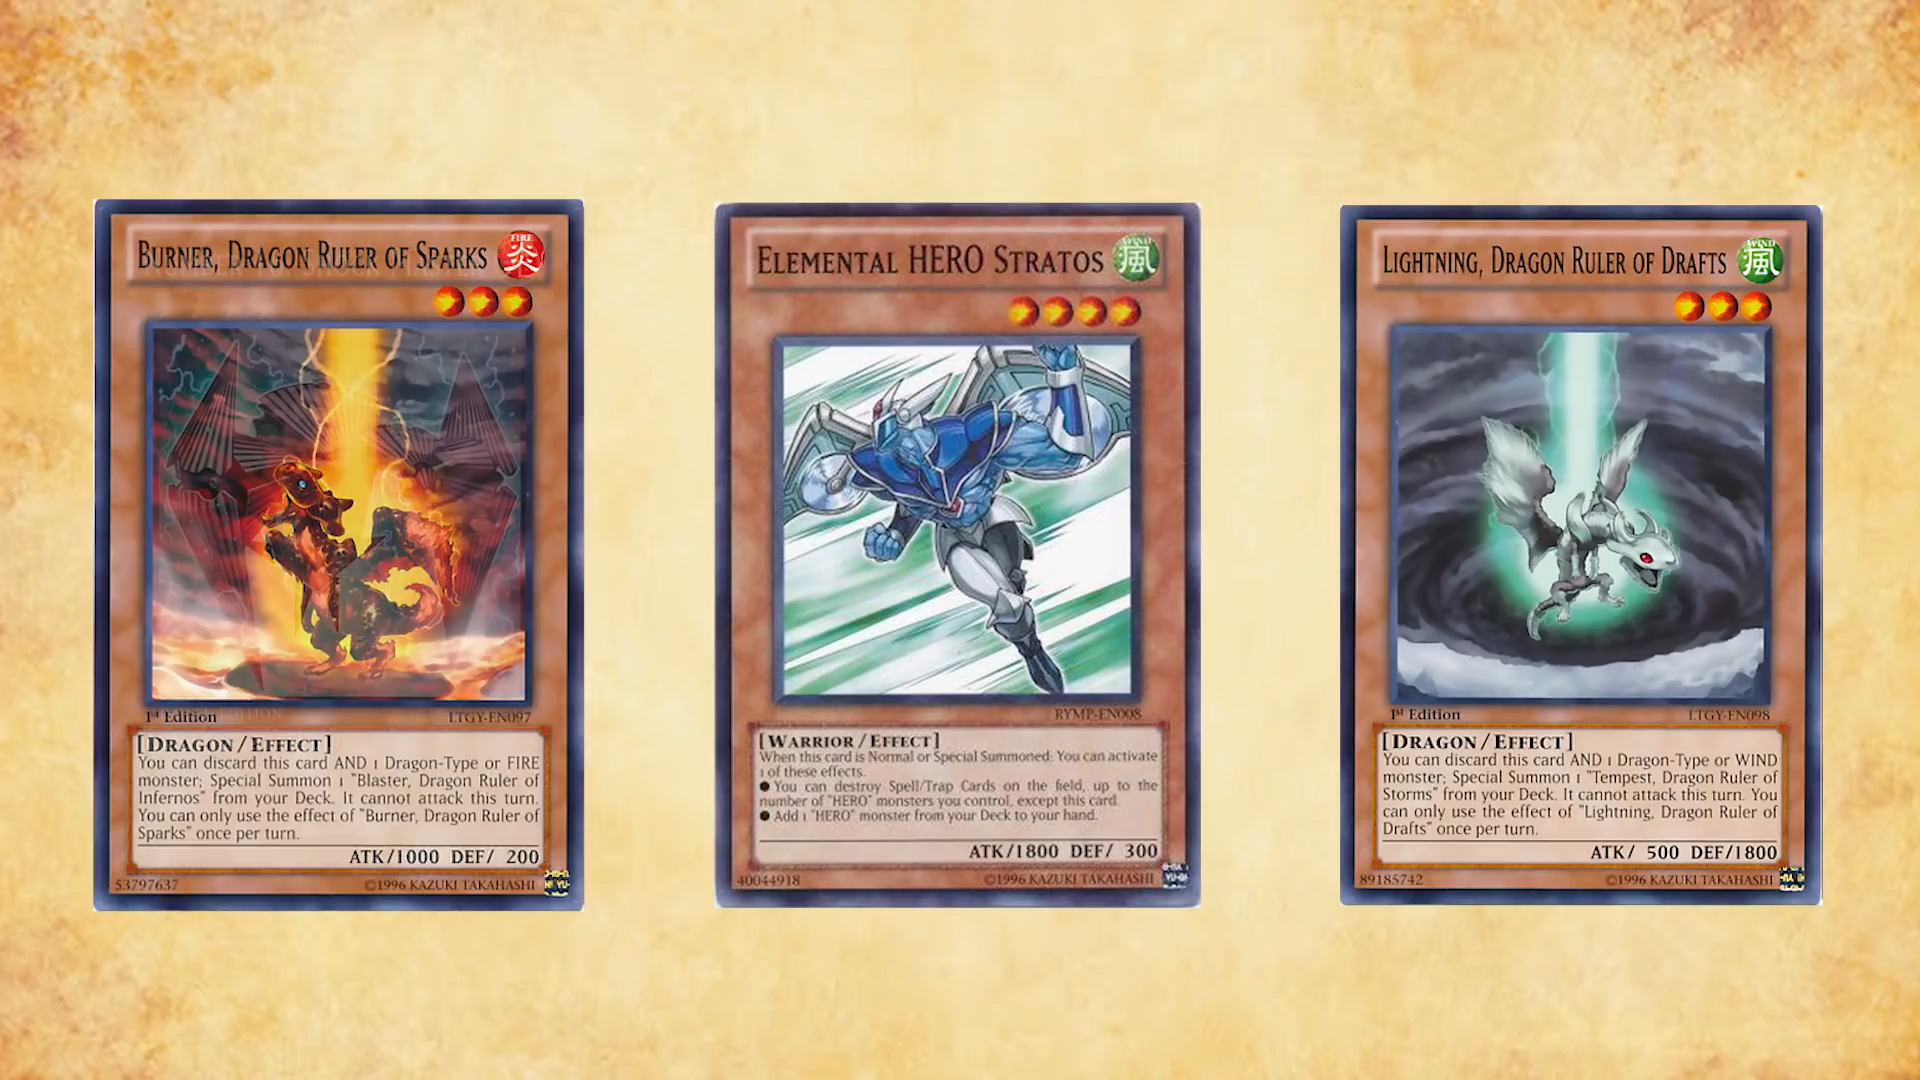 BURNER, DRAGON RULER OF SPARKS
FIRE
炎
1st Edition
LTGY-EN097
[DRAGON/EFFECT]
You can discard this card AND 1 Dragon-Type or FIRE
monster; Special Summon 1 "Blaster, Dragon Ruler of
Infernos" from your Deck. It cannot attack this turn.
You can only use the effect of "Burner, Dragon Ruler of
Sparks" once per turn.
ATK/1000 DEF/ 200
53797637
©1996 KAZUKI TAKAHASHI
ELEMENTAL HERO STRATOS
WIND
風
RYMP-EN008
[WARRIOR/EFFECT]
When this card is Normal or Special Summoned: You can activate
1 of these effects.
●You can destroy Spell/Trap Cards on the field, up to the
number of "HERO" monsters you control, except this card.
● Add 1 "HERO" monster from your Deck to your hand.
ATK/1800 DEF/ 300
40044918
©1996 KAZUKI TAKAHASHI
LIGHTNING, DRAGON RULER OF DRAFTS
WIND
風
1st Edition
LTGY-EN098
[DRAGON/EFFECT]
You can discard this card AND 1 Dragon-Type or WIND
monster; Special Summon 1 "Tempest, Dragon Ruler of
Storms" from your Deck. It cannot attack this turn. You
can only use the effect of "Lightning, Dragon Ruler of
Drafts" once per turn.
ATK/ 500 DEF/1800
89185742
©1996 KAZUKI TAKAHASHI